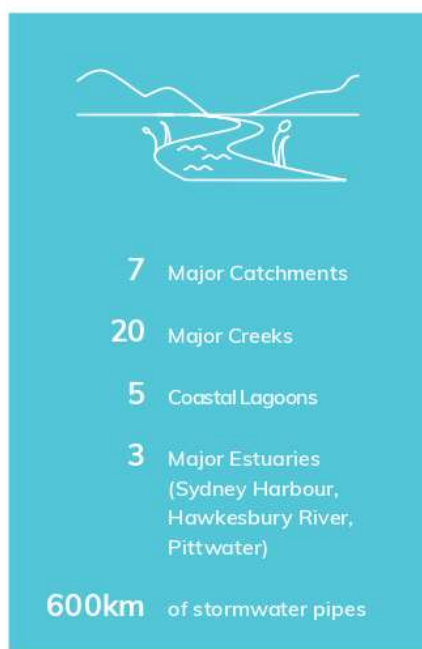 7 Major Catchments
20 Major Creeks
5 Coastal Lagoons
3 Major Estuaries
(Sydney Harbour,
Hawkesbury River,
Pittwater)
600km of stormwater pipes